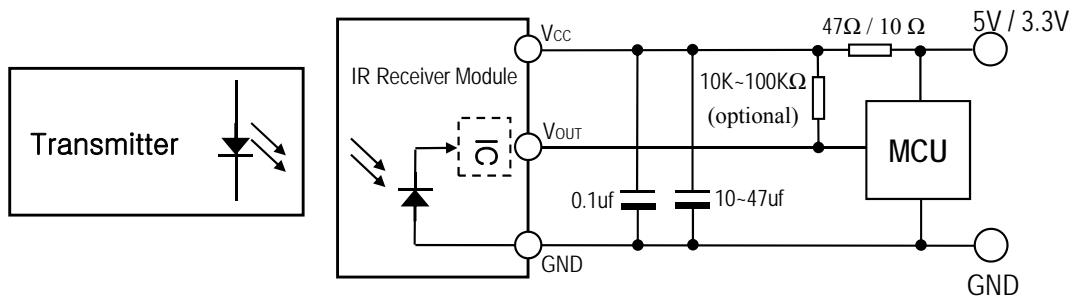 5V / 3.3V
47Ω / 10 Ω
Vcc
IR Receiver Module
10K~100KΩ
(optional)
Transmitter
IC
VOUT
MCU
0.1uf
10~47uf
GND
GND